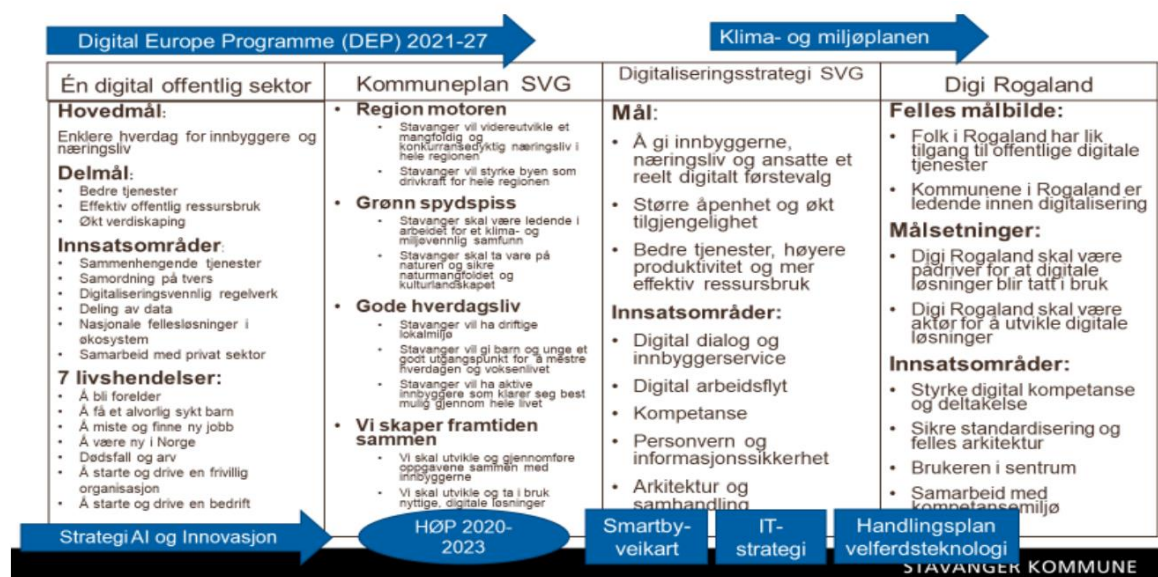 Digital Europe Programme (DEP) 2021-27
Klima- og miljøplanen
Én digital offentlig sektor
Hovedmål:
Enklere hverdag for innbyggere og
næringsliv
Delmål:
• Bedre tjenester
• Effektiv offentlig ressursbruk
• Økt verdiskaping
Innsatsområder:
• Sammenhengende tjenester
• Samordning på tvers
• Digitaliseringsvennlig regelverk
• Deling av data
• Nasjonale fellesløsninger i
økosystem
• Samarbeid med privat sektor
7 livshendelser:
• Å bli forelder
• Å få et alvorlig sykt barn
• Å miste og finne ny jobb
• Å være ny i Norge
• Dødsfall og arv
• Å starte og drive en frivillig
organisasjon
• Å starte og drive en bedrift
Kommuneplan SVG
• Region motoren
• Stavanger vil videreutvikle et
mangfoldig og
konkurransedyktig næringsliv i
hele regionen
• Stavanger vil styrke byen som
drivkraft for hele regionen
• Grønn spydspiss
• Stavanger skal være ledende i
arbeidet for et klima- og
miljøvennlig samfunn
• Stavanger skal ta vare på
naturen og sikre
naturmangfoldet og
kulturlandskapet
• Gode hverdagsliv
• Stavanger vil ha driftige
lokalmiljø
• Stavanger vil gi barn og unge et
godt utgangspunkt for å mestre
hverdagen og voksenlivet
• Stavanger vil ha aktive
innbyggere som klarer seg best
mulig gjennom hele livet
• Vi skaper framtiden
sammen
• Vi skal utvikle og gjennomføre
oppgavene sammen med
innbyggerne
• Vi skal utvikle og ta i bruk
nyttige, digitale løsninger
Digitaliseringsstrategi SVG
Mål:
• Å gi innbyggerne,
næringsliv og ansatte et
reelt digitalt førstevalg
• Større åpenhet og økt
tilgjengelighet
• Bedre tjenester, høyere
produktivitet og mer
effektiv ressursbruk
Innsatsområder:
• Digital dialog og
innbyggerservice
• Digital arbeidsflyt
• Kompetanse
• Personvern og
informasjonssikkerhet
• Arkitektur og
samhandling
Digi Rogaland
Felles målbilde:
• Folk i Rogaland har lik
tilgang til offentlige digitale
tjenester
• Kommunene i Rogaland er
ledende innen digitalisering
Målsetninger:
• Digi Rogaland skal være
pådriver for at digitale
løsninger blir tatt i bruk
• Digi Rogaland skal være
aktør for å utvikle digitale
løsninger
Innsatsområder:
• Styrke digital kompetanse
og deltakelse
• Sikre standardisering og
felles arkitektur
• Brukeren i sentrum
• Samarbeid med
kompetansemiljø
Strategi AI og Innovasjon
HØP 2020-
2023
Smartby-
veikart
IT-
strategi
Handlingsplan
velferdsteknologi
STAVANGER KOMMUNE